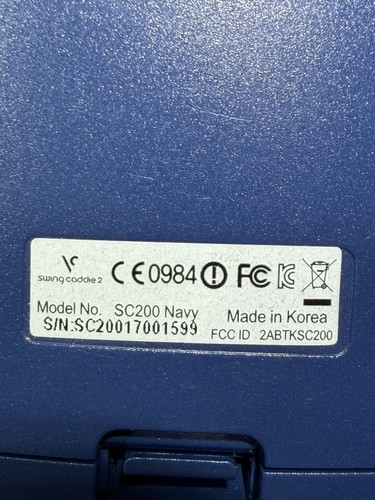 swing caddie 2
CE0984 FC
Model No. SC200 Navy
Made in Korea
S/N:SC20017001599
FCC ID 2ABTKSC200